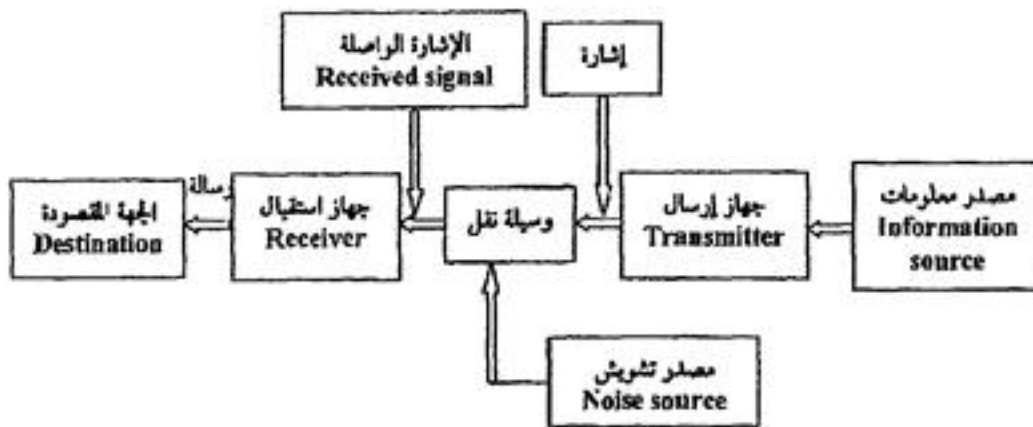 الإشارة الراصلة
Received signal
إشارة
مصدر معلومات
Information
source
جهاز إرسال
Transmitter
وسيلة نقل
جهاز استقبال
Receiver
رسالة
الجهة المقصودة
Destination
مصدر تشويش
Noise source